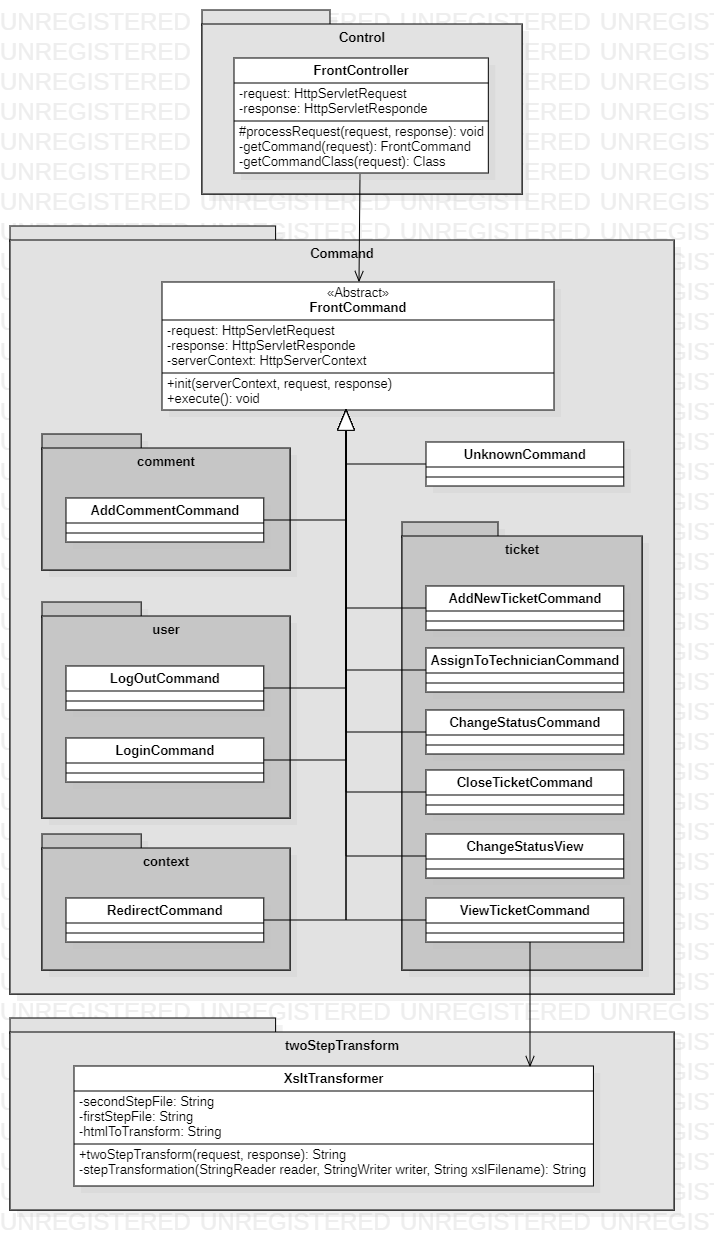 Control
FrontController
-request: HttpServletRequest
-response: HttpServletResponde
#processRequest(request, response): void
-getCommand(request): FrontCommand
-getCommandClass(request): Class
Command
«Abstract»
FrontCommand
-request: HttpServletRequest
-response: HttpServletResponde
-serverContext: HttpServerContext
+init(serverContext, request, response)
+execute(): void
comment
AddCommentCommand
user
LogOutCommand
LoginCommand
context
RedirectCommand
UnknownCommand
ticket
AddNewTicketCommand
AssignToTechnicianCommand
ChangeStatusCommand
CloseTicketCommand
ChangeStatusView
ViewTicketCommand
twoStepTransform
XsltTransformer
-secondStepFile: String
-firstStepFile: String
-htmlToTransform: String
+twoStepTransform(request, response): String
-stepTransformation(StringReader reader, StringWriter writer, String xslFilename): String
UNREGISTERED UNREGISTERED UNREGISTERED